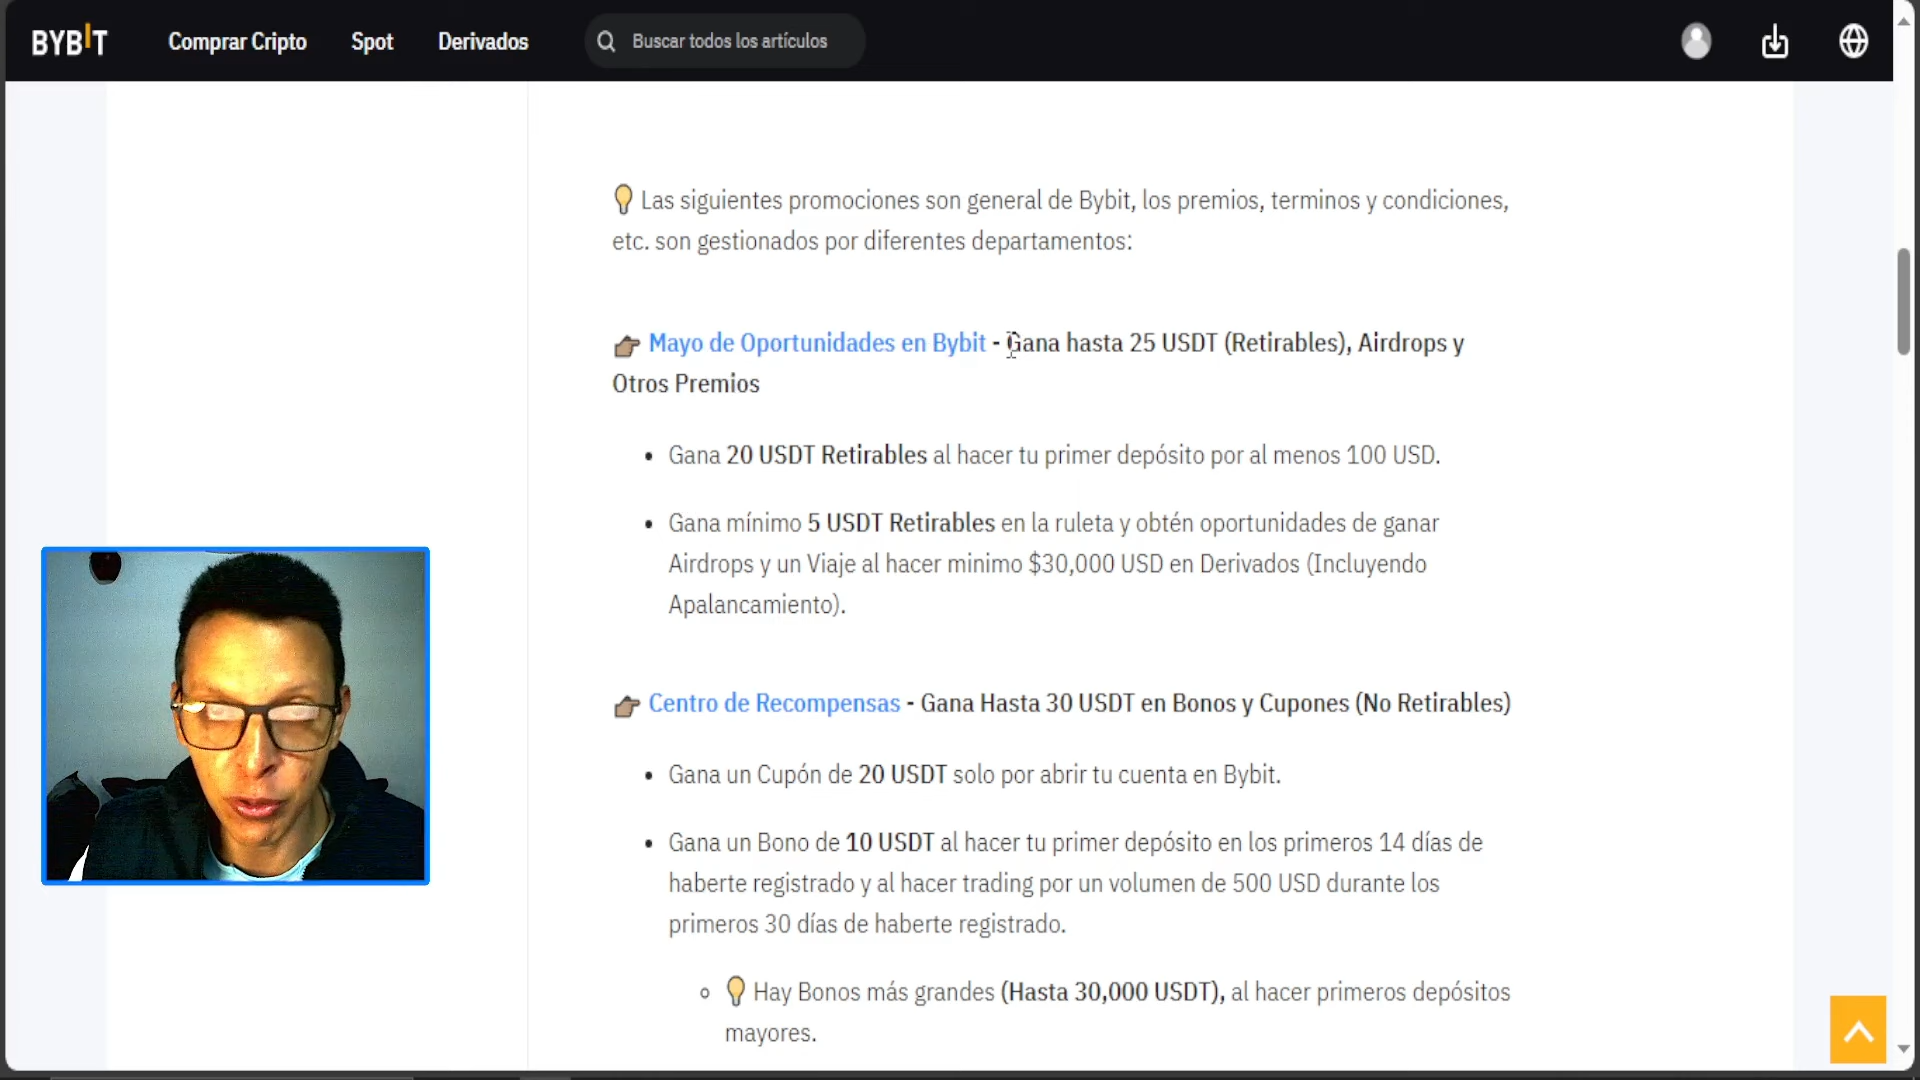 BYBIT
Comprar Cripto
Spot
Derivados
Buscar todos los artículos
Las siguientes promociones son general de Bybit, los premios, terminos y condiciones,
etc. son gestionados por diferentes departamentos:
Mayo de Oportunidades en Bybit - Gana hasta 25 USDT (Retirables), Airdrops y
Otros Premios
• Gana 20 USDT Retirables al hacer tu primer depósito por al menos 100 USD.
• Gana mínimo 5 USDT Retirables en la ruleta y obtén oportunidades de ganar
Airdrops y un Viaje al hacer minimo $30,000 USD en Derivados (Incluyendo
Apalancamiento).
Centro de Recompensas - Gana Hasta 30 USDT en Bonos y Cupones (No Retirables)
• Gana un Cupón de 20 USDT solo por abrir tu cuenta en Bybit.
• Gana un Bono de 10 USDT al hacer tu primer depósito en los primeros 14 días de
haberte registrado y al hacer trading por un volumen de 500 USD durante los
primeros 30 días de haberte registrado.
Hay Bonos más grandes (Hasta 30,000 USDT), al hacer primeros depósitos
mayores.